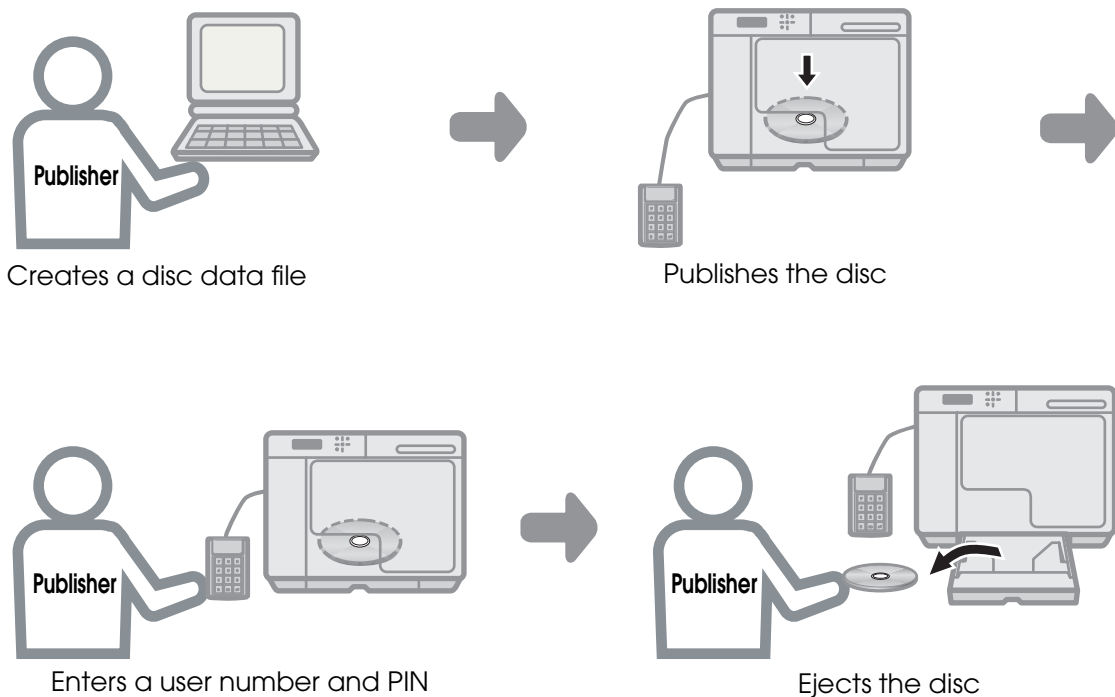 Publisher
Creates a disc data file
Publishes the disc
Publisher
Enters a user number and PIN
Publisher
Ejects the disc